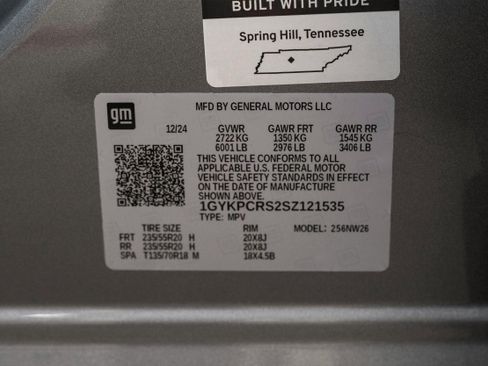 BUILT WITH PRIDE
Spring Hill, Tennessee
gm
MFD BY GENERAL MOTORS LLC
12/24 GVWR GAWR FRT GAWR RR
2722 KG 1350 KG 1545 KG
6001 LB 2976 LB 3406 LB
THIS VEHICLE CONFORMS TO ALL
APPLICABLE U.S. FEDERAL MOTOR
VEHICLE SAFETY STANDARDS IN EFFECT
ON THE DATE OF MANUFACTURE
SHOWN ABOVE.
1GYKPCRS2SZ121535
TYPE: MPV MODEL: 256NW26
TIRE SIZE RIM
FRT 235/55R20 H 20X8J
RR 235/55R20 H 20X8J
SPA T135/70R18 M 18X4.5B